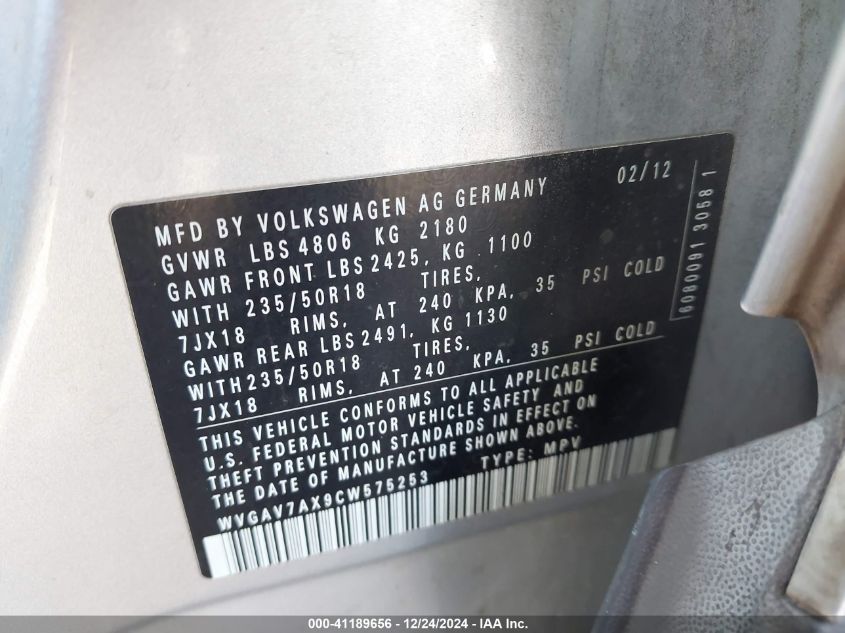 MFD BY VOLKSWAGEN AG GERMANY 02/12
GVWR LBS 4806 KG 2180
GAWR FRONT LBS 2425, KG 1100
WITH 235/50R18 TIRES,
7JX18 RIMS, AT 240 KPA, 35 PSI COLD
GAWR REAR LBS 2491, KG 1130
WITH 235/50R18 TIRES,
7JX18 RIMS, AT 240 KPA, 35 PSI COLD
THIS VEHICLE CONFORMS TO ALL APPLICABLE
U.S. FEDERAL MOTOR VEHICLE SAFETY AND
THEFT PREVENTION STANDARDS IN EFFECT ON
THE DATE OF MANUFACTURE SHOWN ABOVE.
WVGAV7AX9CW575253 TYPE: MPV
6080091 30581
000-41189656 - 12/24/2024 - IAA Inc.